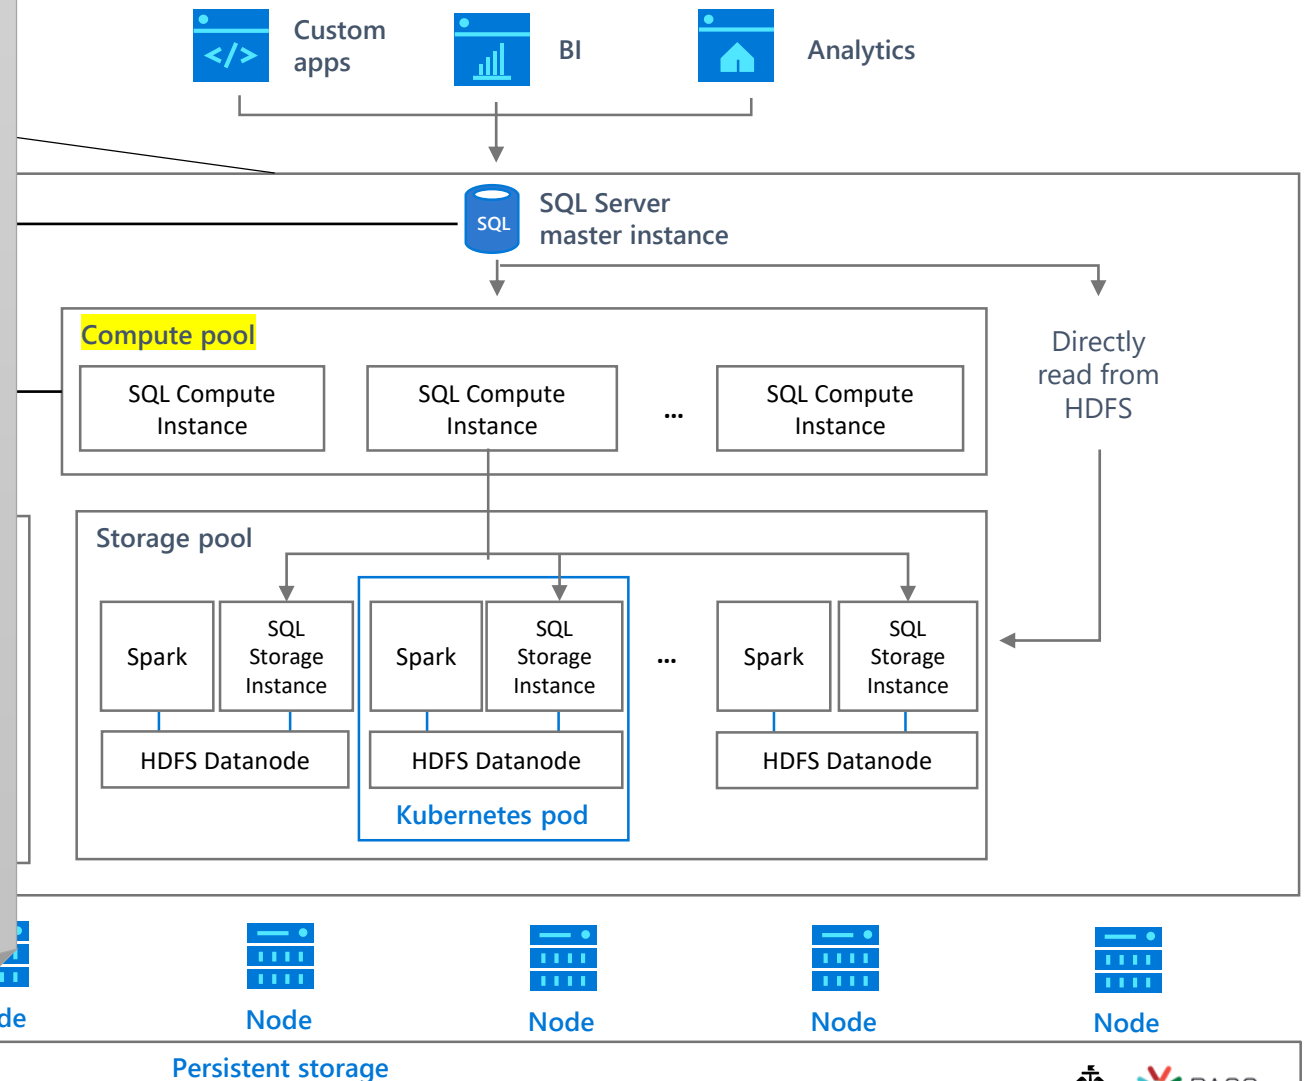 Custom
apps
BI
Analytics
</>
SQL
SQL Server
master instance
Compute pool
SQL Compute
Instance
SQL Compute
Instance
...
SQL Compute
Instance
Directly
read from
HDFS
Storage pool
Spark
SQL
Storage
Instance
HDFS Datanode
Spark
SQL
Storage
Instance
HDFS Datanode
Kubernetes pod
...
Spark
SQL
Storage
Instance
HDFS Datanode
de
Node
Node
Node
Node
Persistent storage